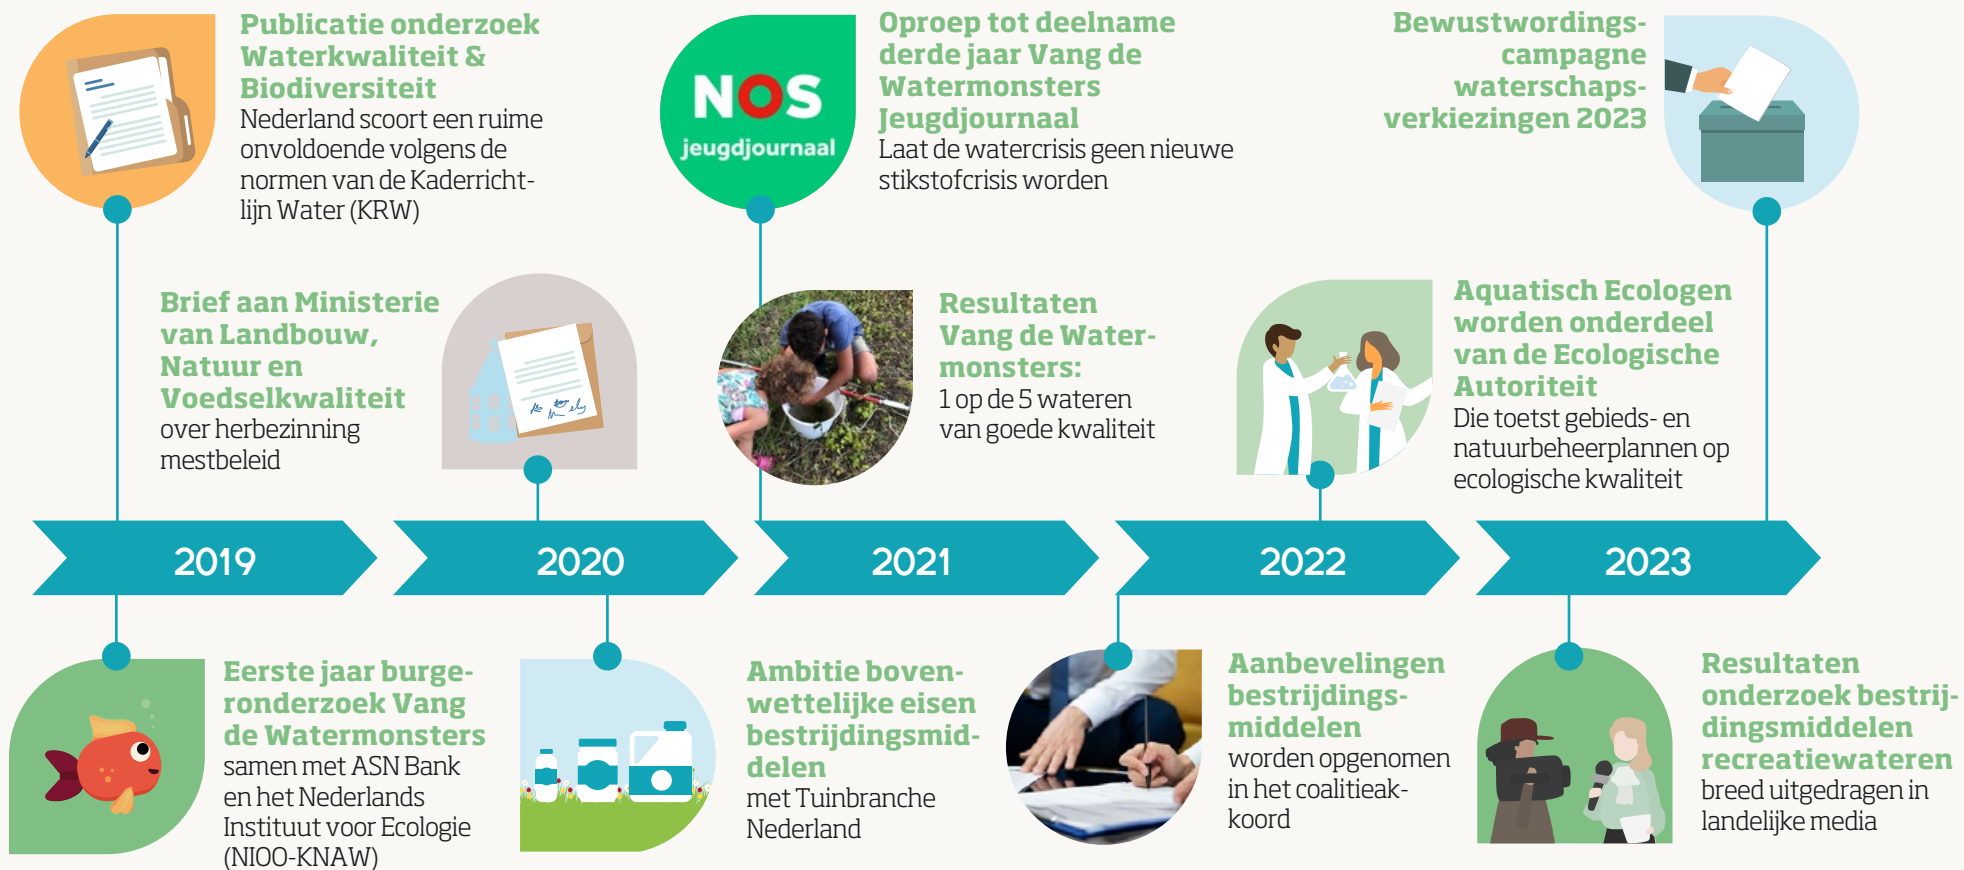 Publicatie onderzoek
Waterkwaliteit &
Biodiversiteit
Nederland scoort een ruime
onvoldoende volgens de
normen van de Kaderricht-
lijn Water (KRW)
NOS
jeugdjournaal
Oproep tot deelname
derde jaar Vang de
Watermonsters
Jeugdjournaal
Laat de watercrisis geen nieuwe
stikstofcrisis worden
Bewustwordings-
campagne
waterschaps-
verkiezingen 2023
Brief aan Ministerie
van Landbouw,
Natuur en
Voedselkwaliteit
over herbezinning
mestbeleid
Resultaten
Vang de Water-
monsters:
1 op de 5 wateren
van goede kwaliteit
Aquatisch Ecologen
worden onderdeel
van de Ecologische
Autoriteit
Die toetst gebieds- en
natuurbeheerplannen op
ecologische kwaliteit
2019
2020
2021
2022
2023
Eerste jaar burge-
ronderzoek Vang
de Watermonsters
samen met ASN Bank
en het Nederlands
Instituut voor Ecologie
(NIOO-KNAW)
Ambitie boven-
wettelijke eisen
bestrijdingsmid-
delen
met Tuinbranche
Nederland
Aanbevelingen
bestrijdings-
middelen
worden opgenomen
in het coalitieak-
koord
Resultaten
onderzoek bestrij-
dingsmiddelen
recreatiewateren
breed uitgedragen in
landelijke media